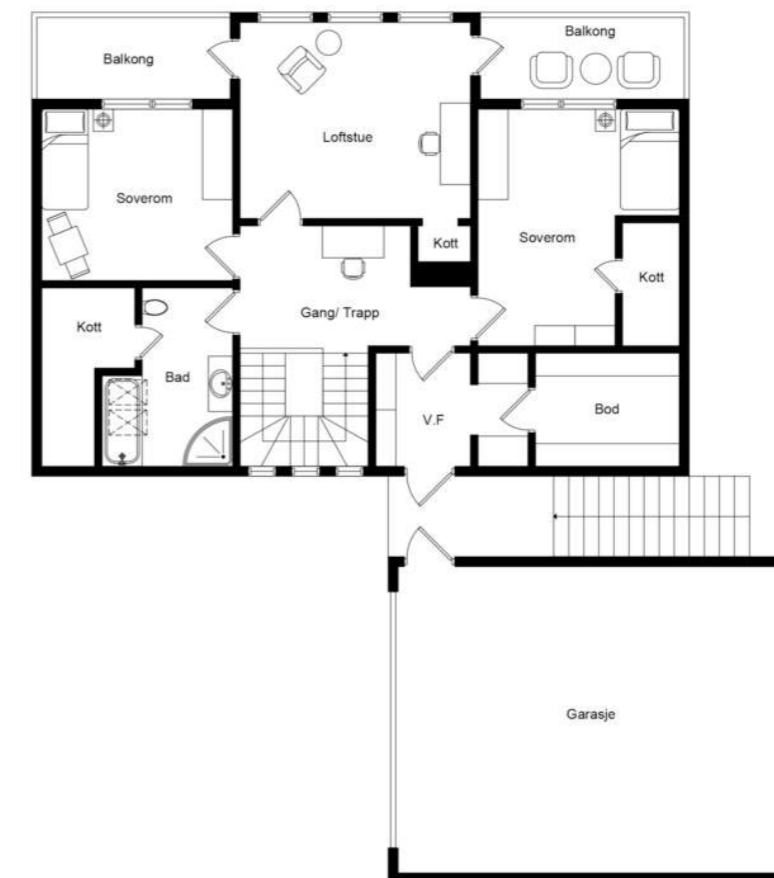 Balkong
Balkong
Loftstue
Soverom
Soverom
Kott
Kott
Gang/ Trapp
Kott
Bad
V.F
Bod
Garasje